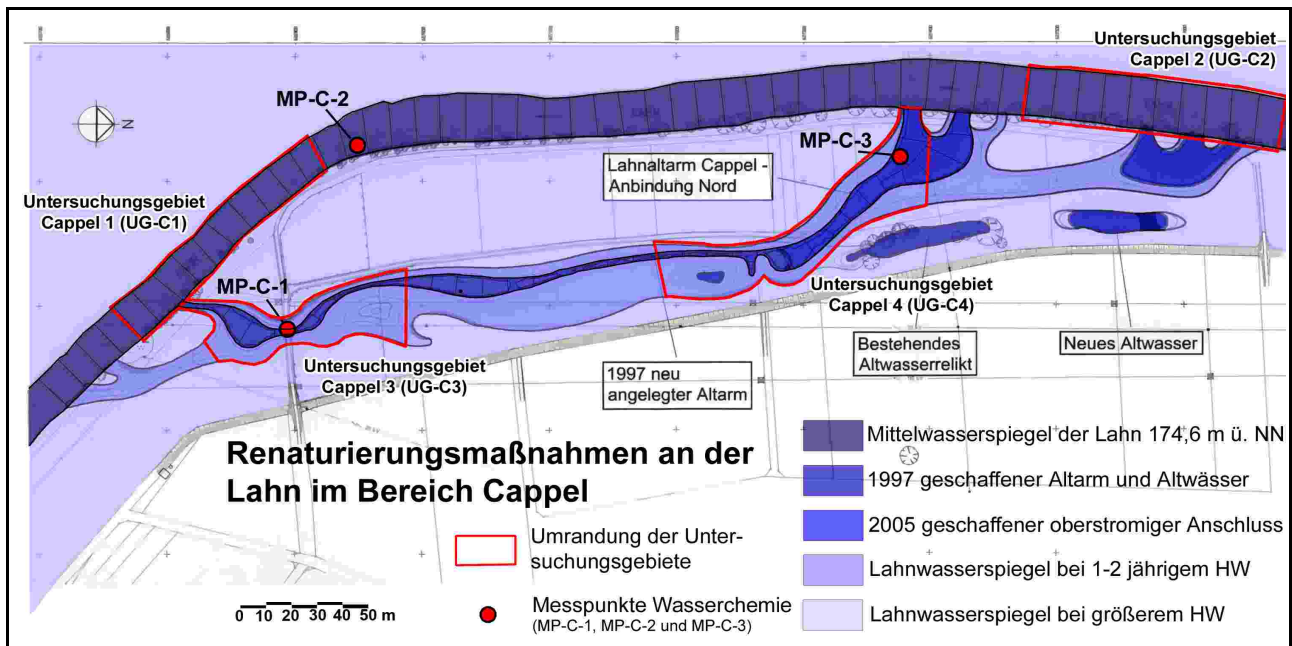 Untersuchungsgebiet
Cappel 2 (UG-C2)
MP-C-2
N
MP-C-3
Lahnaltarm Cappel -
Anbindung Nord
Untersuchungsgebiet
Cappel 1 (UG-C1)
MP-C-1
Untersuchungsgebiet
Cappel 4 (UG-C4)
Bestehendes
Altwasserrelikt
Neues Altwasser
Untersuchungsgebiet
Cappel 3 (UG-C3)
1997 neu
angelegter Altarm
Renaturierungsmaßnahmen an der
Lahn im Bereich Cappel
Umrandung der Unter-
suchungsgebiete
0 10 20 30 40 50 m
Messpunkte Wasserchemie
(MP-C-1, MP-C-2 und MP-C-3)
Mittelwasserspiegel der Lahn 174,6 m ü. NN
1997 geschaffener Altarm und Altwässer
2005 geschaffener oberstromiger Anschluss
Lahnwasserspiegel bei 1-2 jährigem HW
Lahnwasserspiegel bei größerem HW